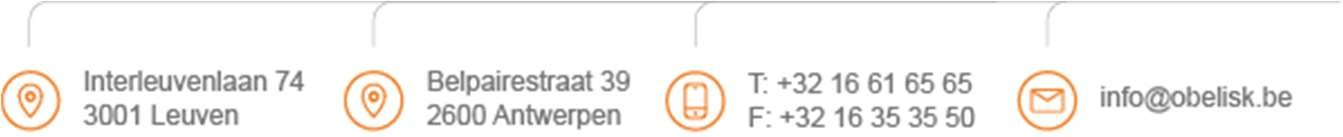 Interleuvenlaan 74
3001 Leuven
Belpairestraat 39
2600 Antwerpen
T: +32 16 61 65 65
F: +32 16 35 35 50
info@obelisk.be